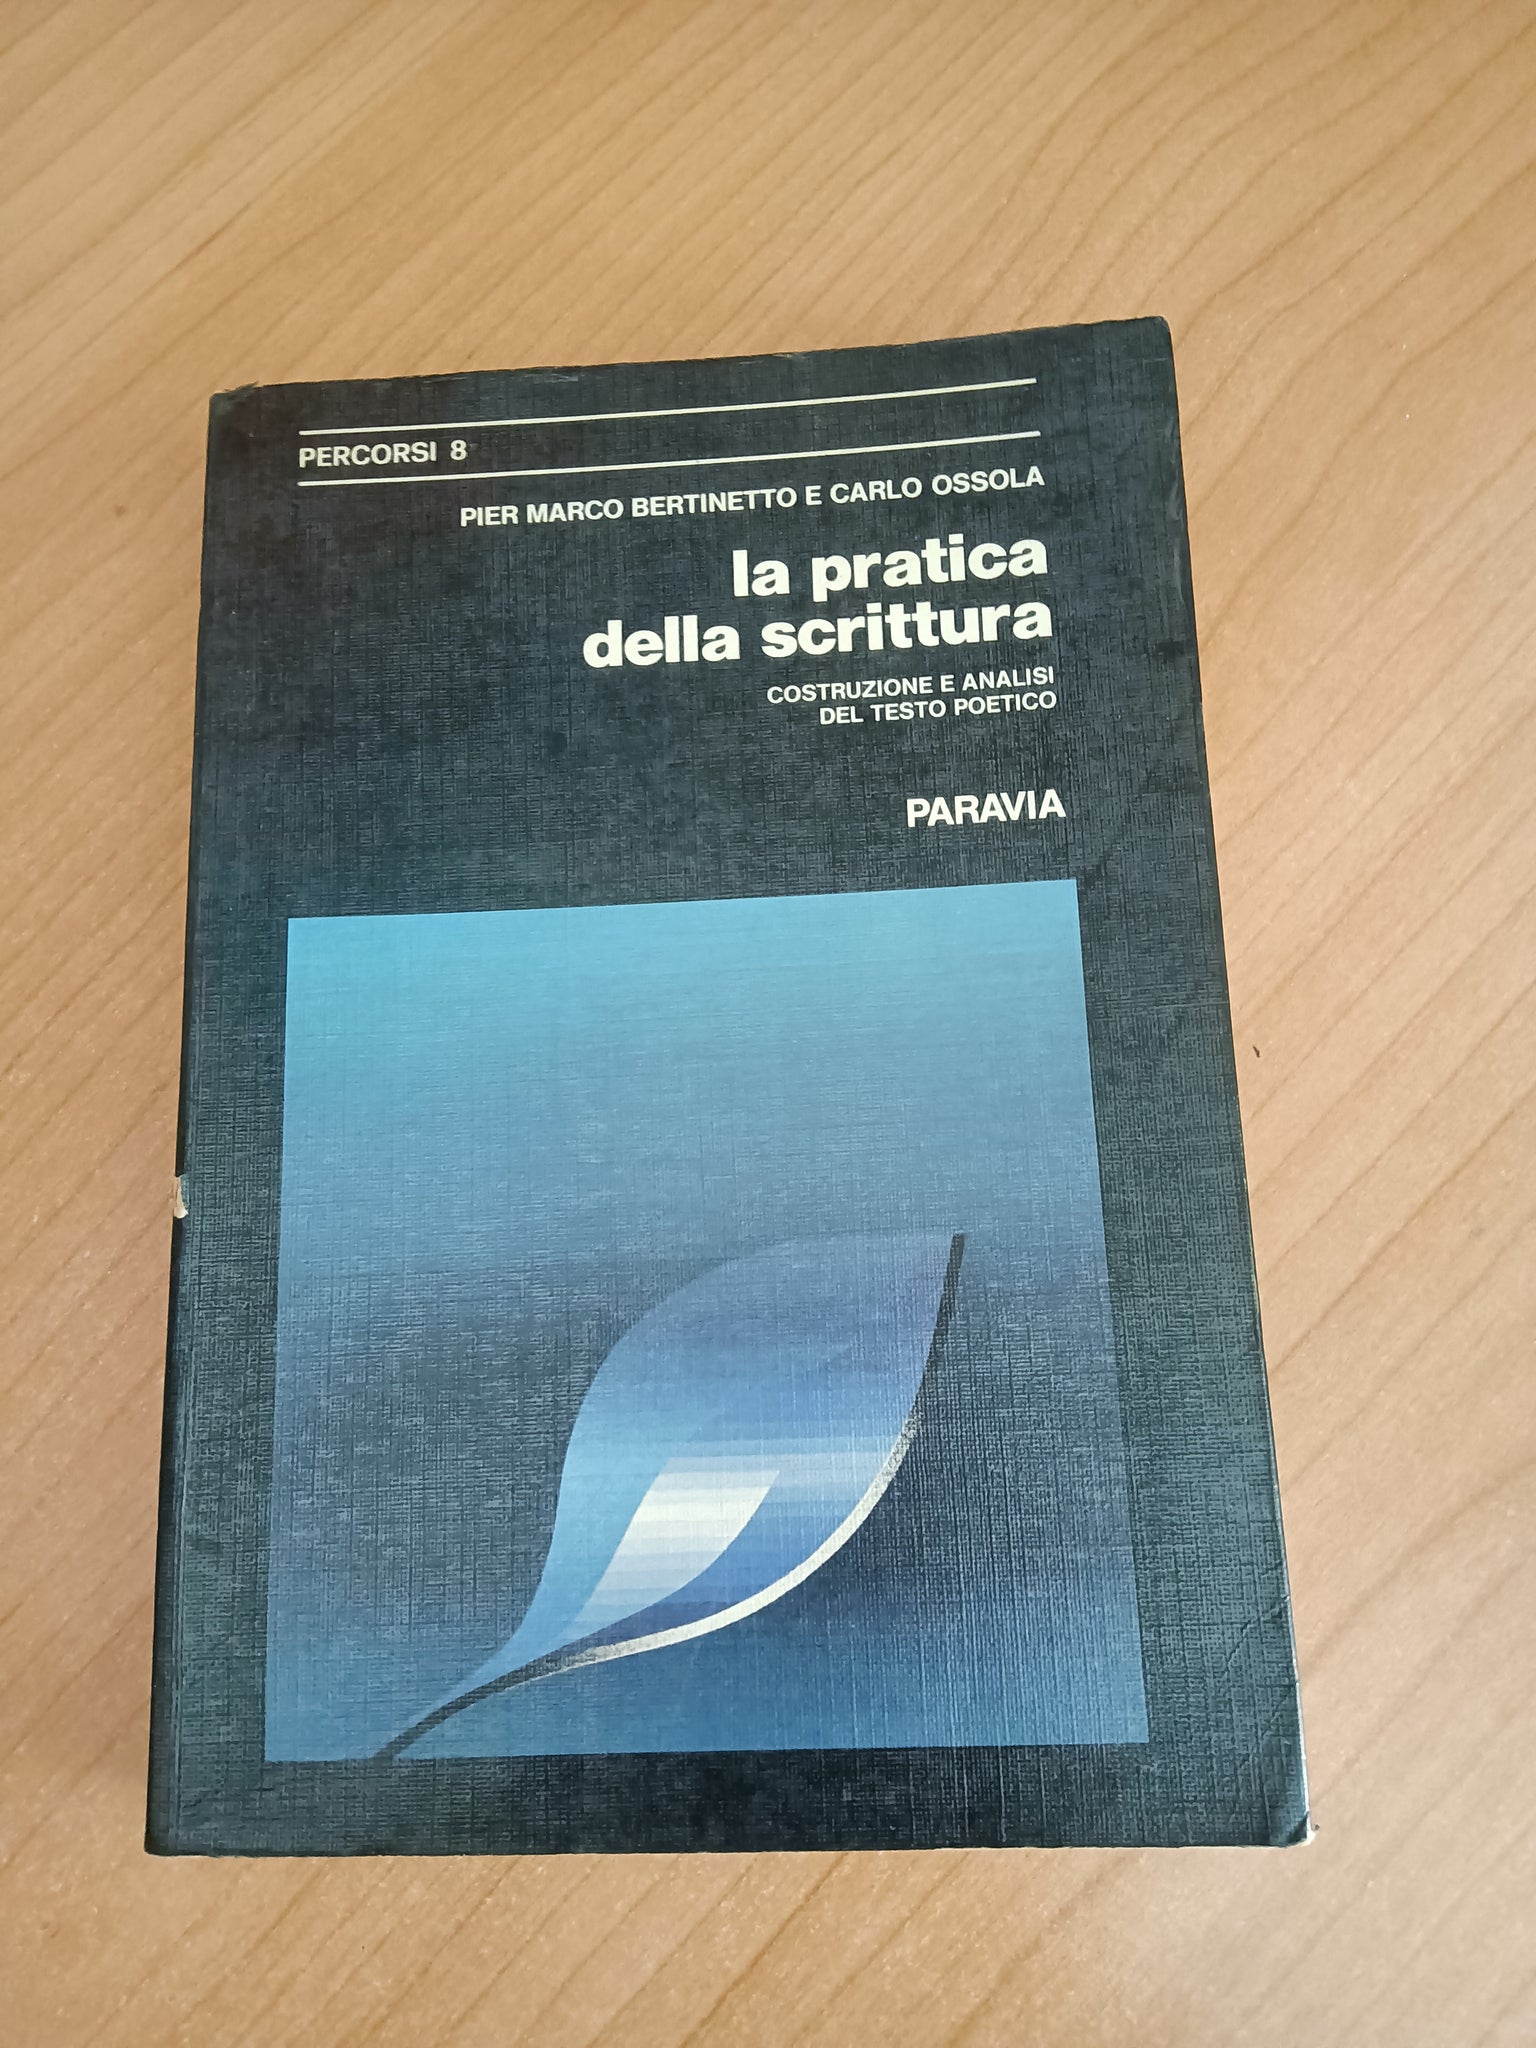 PERCORSI 8
PIER MARCO BERTINETTO E CARLO OSSOLA
la pratica
della scrittura
COSTRUZIONE E ANALISI
DEL TESTO POETICO
PARAVIA